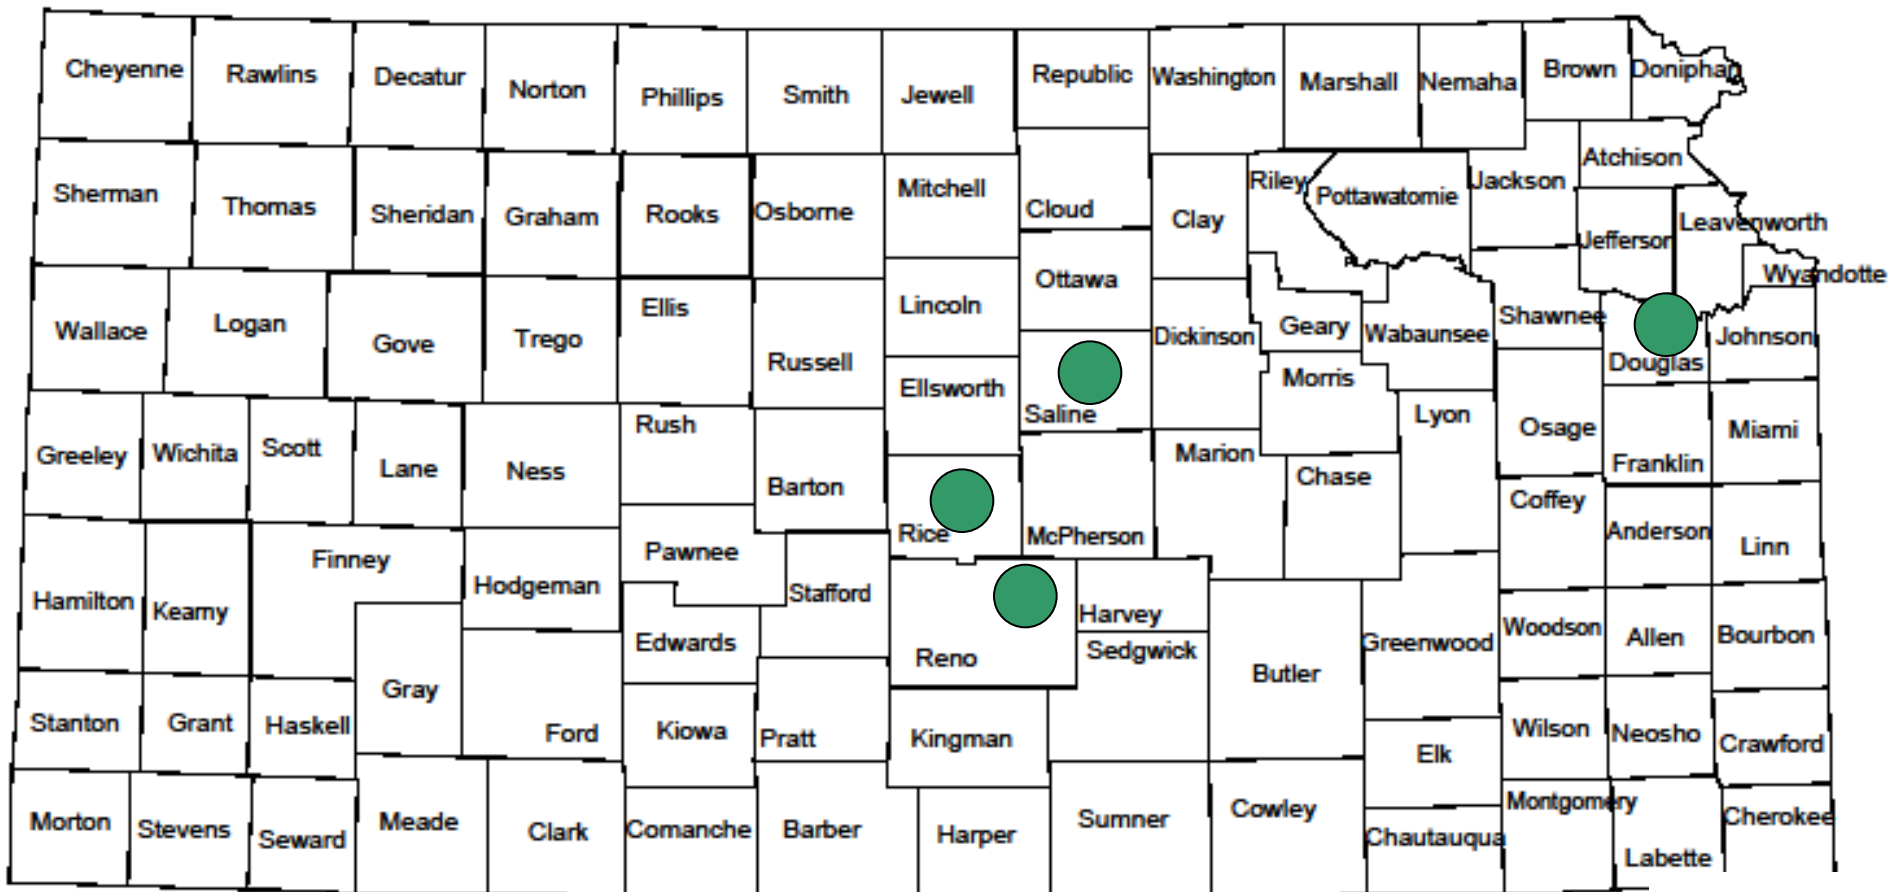 Cheyenne
Rawlins
Decatur
Norton
Phillips
Smith
Jewell
Republic
Washington
Marshall
Nemaha
Brown
Doniphan
Sherman
Thomas
Sheridan
Graham
Rooks
Osborne
Mitchell
Cloud
Clay
Riley
Pottawatomie
Jackson
Atchison
Jefferson
Leavenworth
Wyandotte
Wallace
Logan
Gove
Trego
Ellis
Russell
Lincoln
Ottawa
Dickinson
Geary
Wabaunsee
Shawnee
Douglas
Johnson
Ellsworth
Saline
Morris
Lyon
Osage
Franklin
Miami
Greeley
Wichita
Scott
Lane
Ness
Rush
Barton
Rice
McPherson
Marion
Chase
Coffey
Anderson
Linn
Hamilton
Kearny
Finney
Hodgeman
Pawnee
Stafford
Edwards
Reno
Harvey
Sedgwick
Butler
Greenwood
Woodson
Allen
Bourbon
Stanton
Grant
Haskell
Gray
Ford
Kiowa
Pratt
Kingman
Elk
Wilson
Neosho
Crawford
Morton
Stevens
Seward
Meade
Clark
Comanche
Barber
Harper
Sumner
Cowley
Chautauqua
Montgomery
Labette
Cherokee